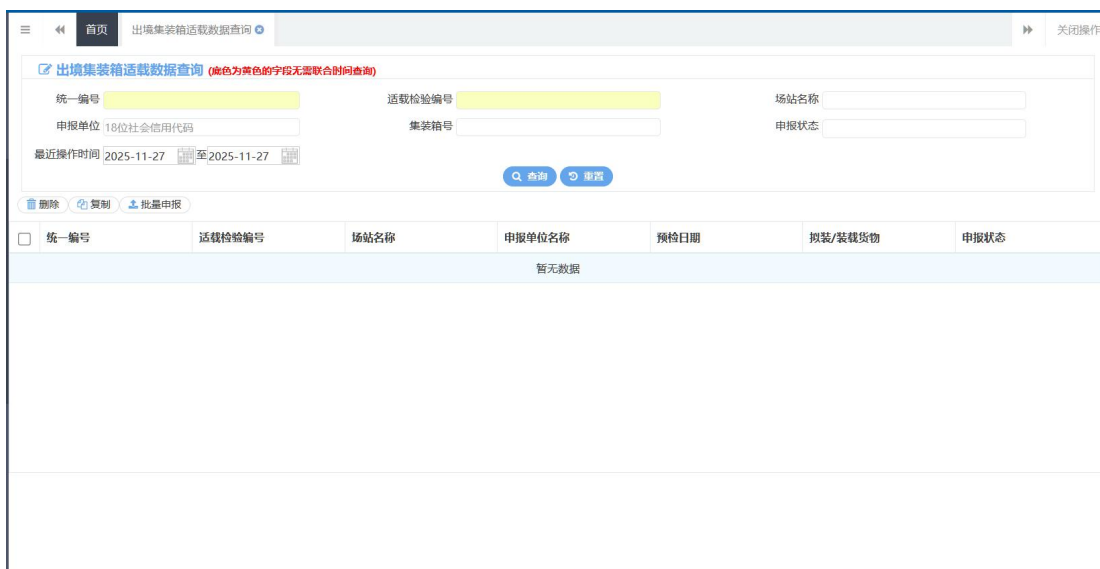 首页 出境集装箱适载数据查询 关闭操作
出境集装箱适载数据查询 (底色为黄色的字段无需联合时间查询)
统一编号 适载检验编号 场站名称
申报单位 18位社会信用代码 集装箱号 申报状态
最近操作时间 2025-11-27 至 2025-11-27
查询 重置
删除 复制 批量申报
统一编号 适载检验编号 场站名称 申报单位名称 预检日期 拟装/装载货物 申报状态
暂无数据